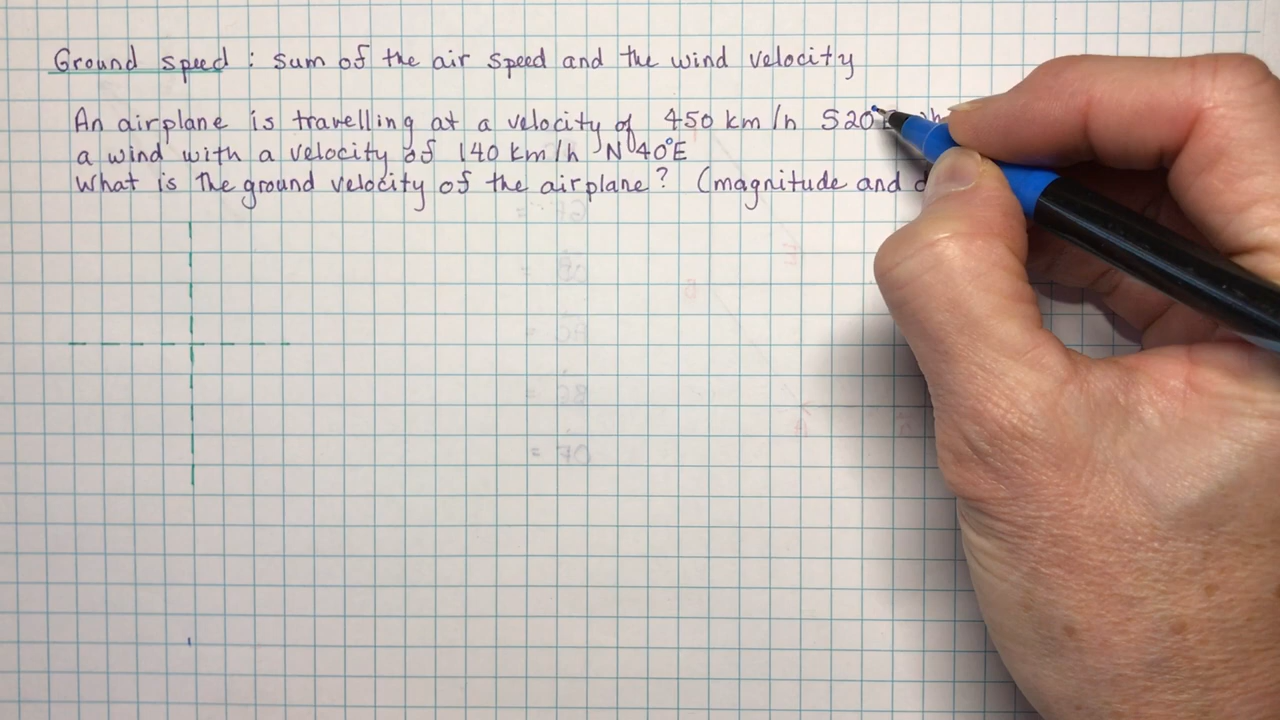 Ground speed : sum of the air speed and the wind velocity
An airplane is travelling at a velocity of 450 km/h S20°E
a wind with a velocity of 140 km/h N40°E
What is the ground velocity of the airplane? (magnitude and